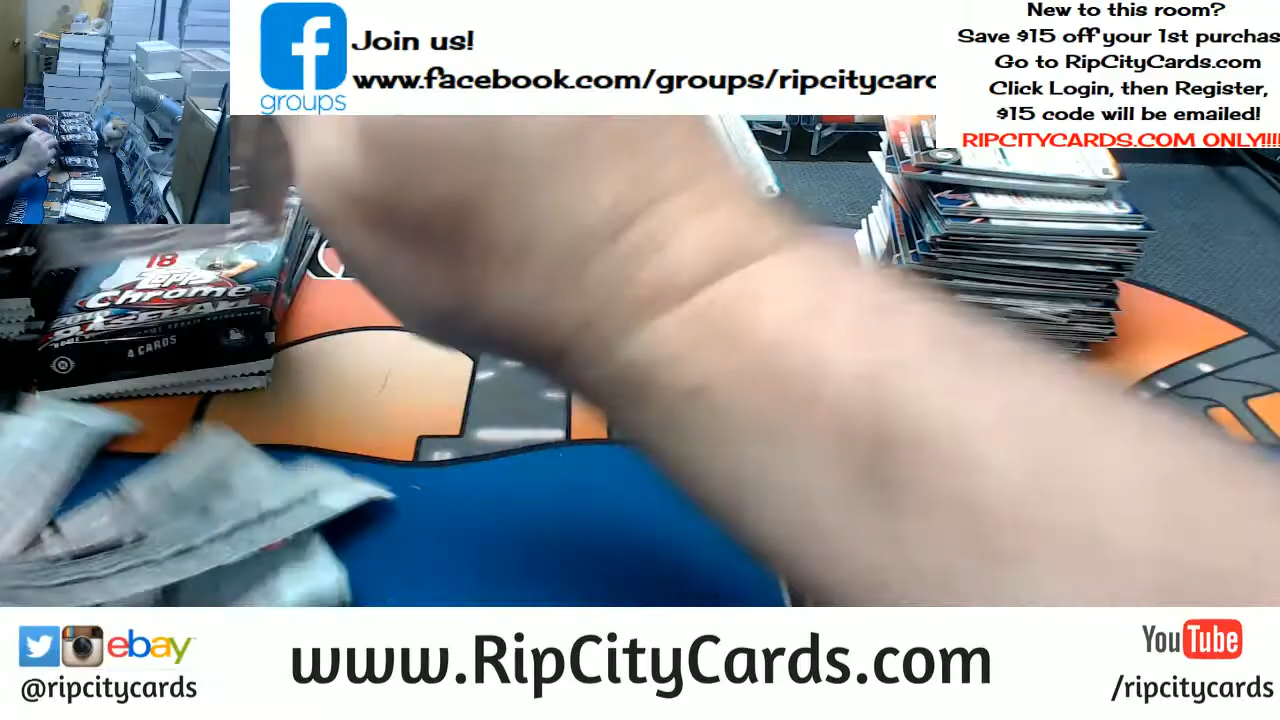 groups
Join us!
www.facebook.com/groups/ripcitycarc
New to this room?
Save $15 off your 1st purchas
Go to RipCityCards.com
Click Login, then Register,
$15 code will be emailed!
RIPCITYCARDS.COM ONLY!!!!
18
Topps
Chrome
BASEBALL
4 CARDS
ebay
@ripcitycards
www.RipCityCards.com
YouTube
/ripcitycards